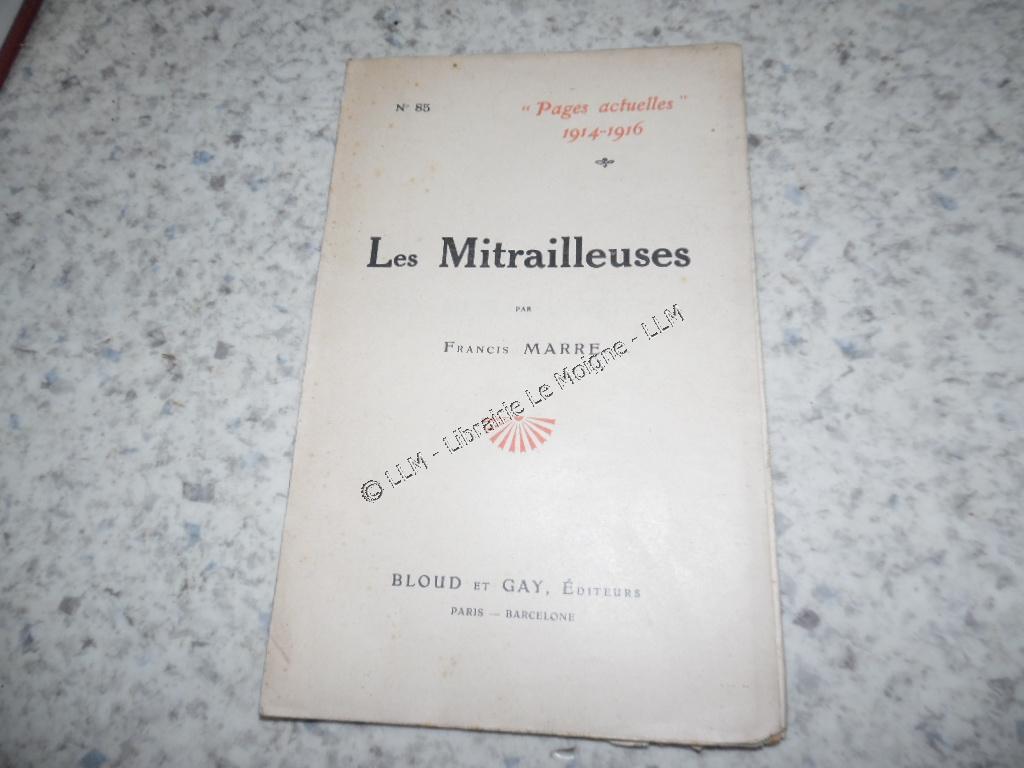 N° 85
" Pages actuelles "
1914-1916
Les Mitrailleuses
PAR
Francis MARRE
© LLM - Librairie Le Moigne - LLM
BLOUD ET GAY, Éditeurs
PARIS — BARCELONE